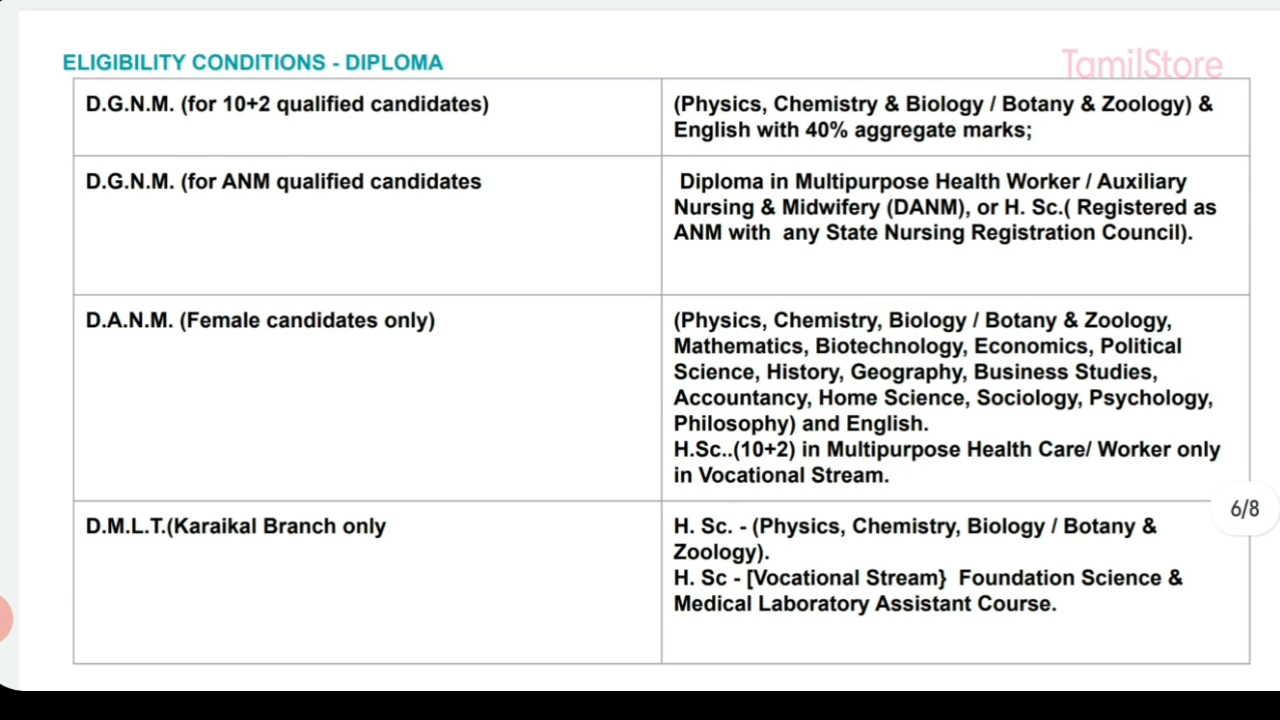 TamilStore
ELIGIBILITY CONDITIONS - DIPLOMA
D.G.N.M. (for 10+2 qualified candidates)
(Physics, Chemistry & Biology / Botany & Zoology) &
English with 40% aggregate marks;
D.G.N.M. (for ANM qualified candidates
Diploma in Multipurpose Health Worker / Auxiliary
Nursing & Midwifery (DANM), or H. Sc.( Registered as
ANM with any State Nursing Registration Council).
D.A.N.M. (Female candidates only)
(Physics, Chemistry, Biology / Botany & Zoology,
Mathematics, Biotechnology, Economics, Political
Science, History, Geography, Business Studies,
Accountancy, Home Science, Sociology, Psychology,
Philosophy) and English.
H.Sc..(10+2) in Multipurpose Health Care/ Worker only
in Vocational Stream.
D.M.L.T.(Karaikal Branch only
H. Sc. - (Physics, Chemistry, Biology / Botany &
Zoology).
H. Sc - [Vocational Stream} Foundation Science &
Medical Laboratory Assistant Course.
6/8